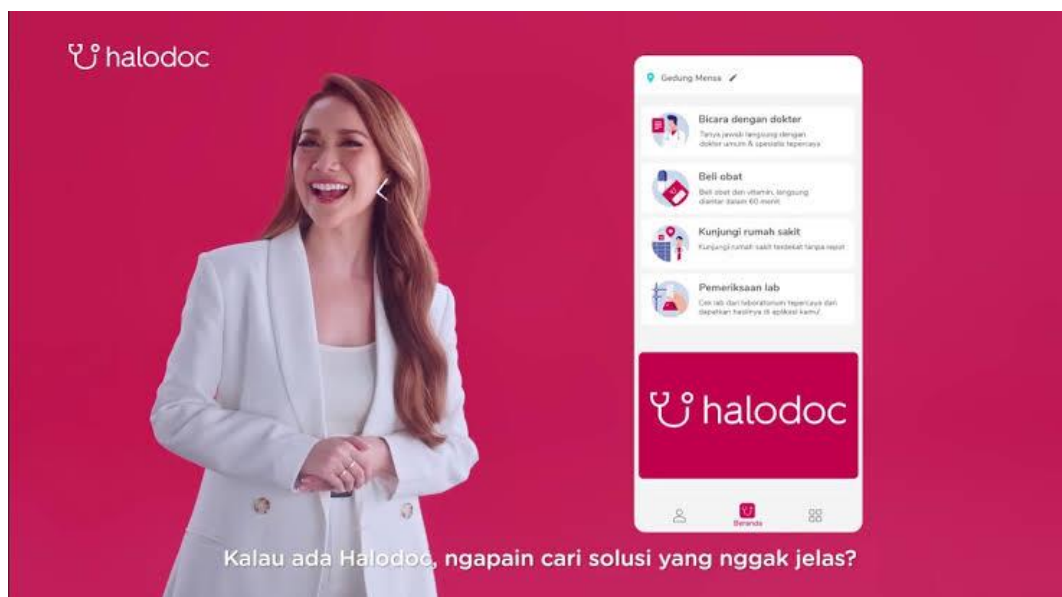 halodoc
Gedung Mensa
Bicara dengan dokter
Tanya jawab langsung dengan
dokter umum & spesialis tepercaya
Beli obat
Beli obat dan vitamin, langsung
diantar dalam 60 menit
Kunjungi rumah sakit
Kunjungi rumah sakit terdekat tanpa repot
Pemeriksaan lab
Cek lab dari laboratorium tepercaya dan
dapatkan hasilnya di aplikasi kamu!
halodoc
Beranda
Kalau ada Halodoc, ngapain cari solusi yang nggak jelas?